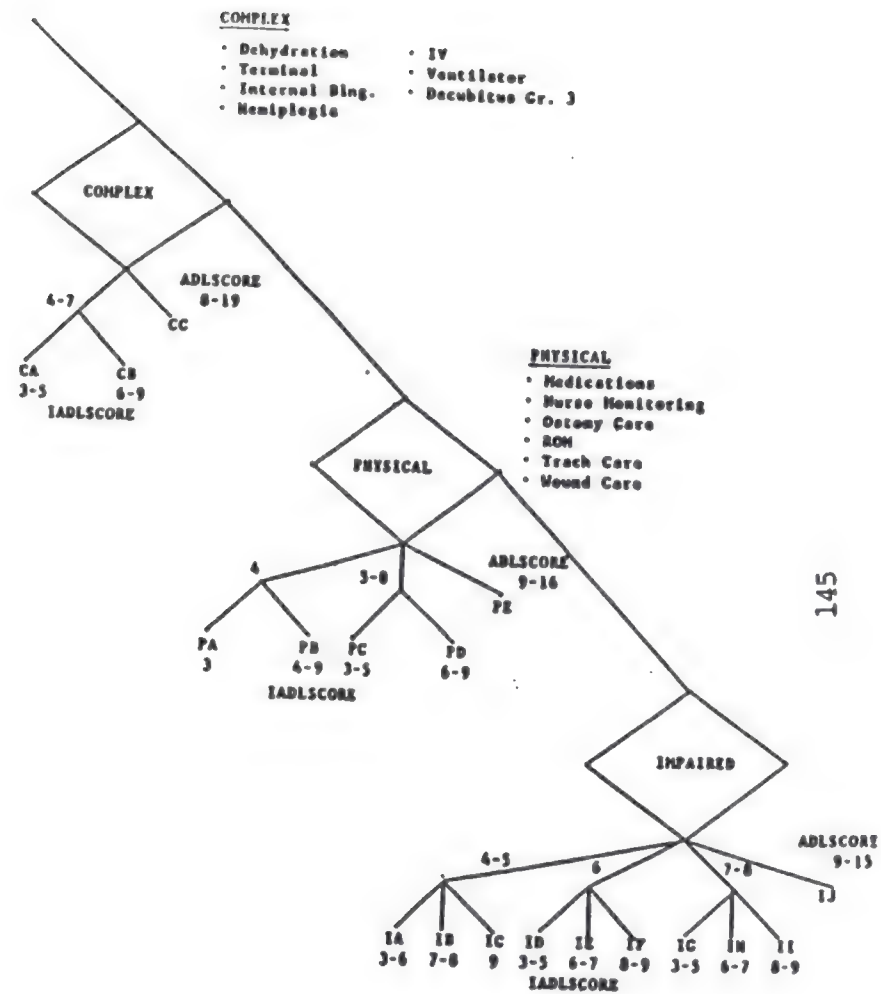 COMPLEX
• Dehydration • IV
• Terminal • Ventilator
• Internal Bing. • Decubitus Gr. 3
• Hemiplegia
COMPLEX
ADLSCORE
8-19
4-7
CC
CA CB
3-5 6-9
IADLSCORE
PHYSICAL
• Medications
• Nurse Monitoring
• Ostomy Care
• ROM
• Trach Care
• Wound Care
PHYSICAL
ADLSCORE
9-16
4
5-8
PE
PA PB PC PD
3 4-9 3-5 6-9
IADLSCORE
145
IMPAIRED
ADLSCORE
9-15
4-5 6 7-8
IJ
IA IB IC ID IE IF IG IH II
3-6 7-8 9 3-5 6-7 8-9 3-5 6-7 8-9
IADLSCORE